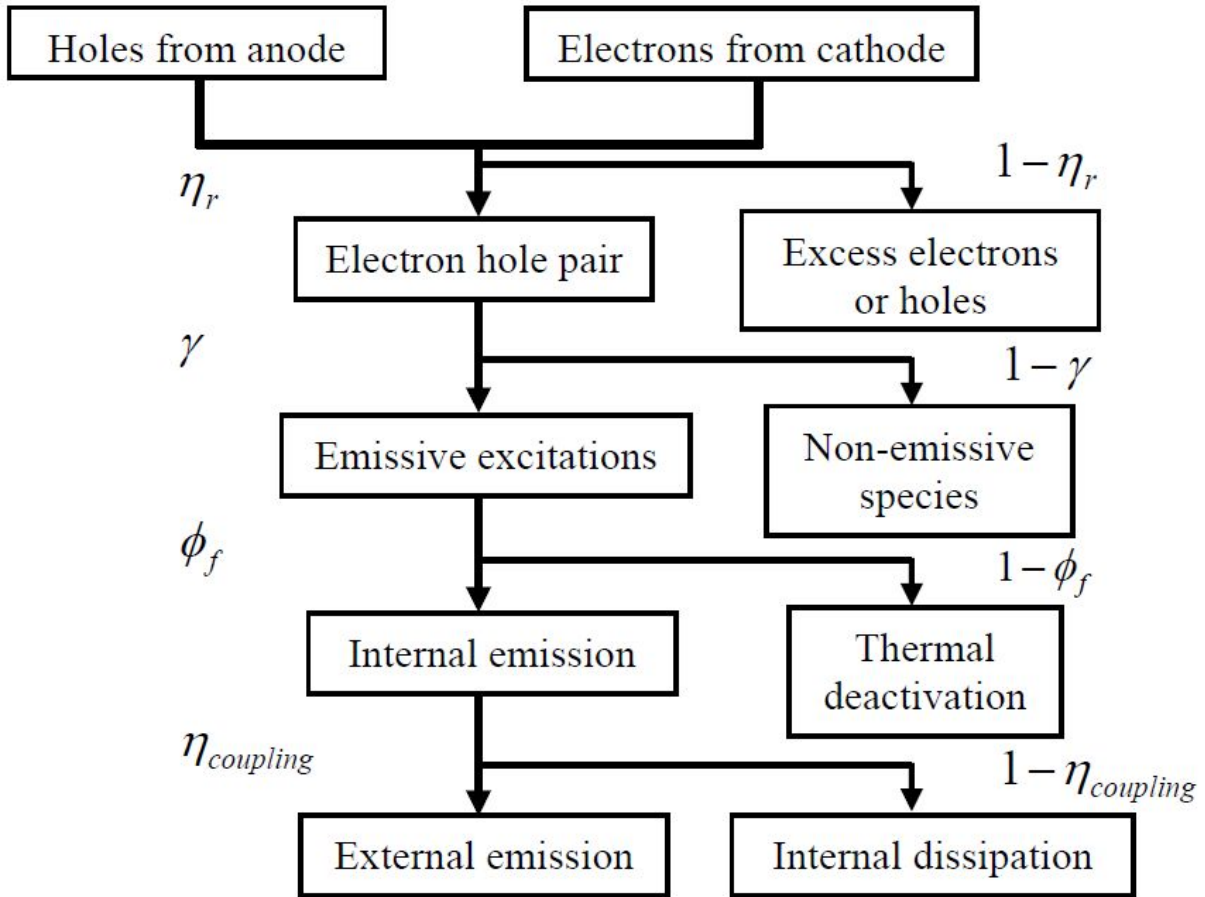 Holes from anode
Electrons from cathode
η_r
1 − η_r
Electron hole pair
Excess electrons
or holes
γ
1 − γ
Emissive excitations
Non-emissive
species
ϕ_f
1 − ϕ_f
Internal emission
Thermal
deactivation
η_coupling
1 − η_coupling
External emission
Internal dissipation